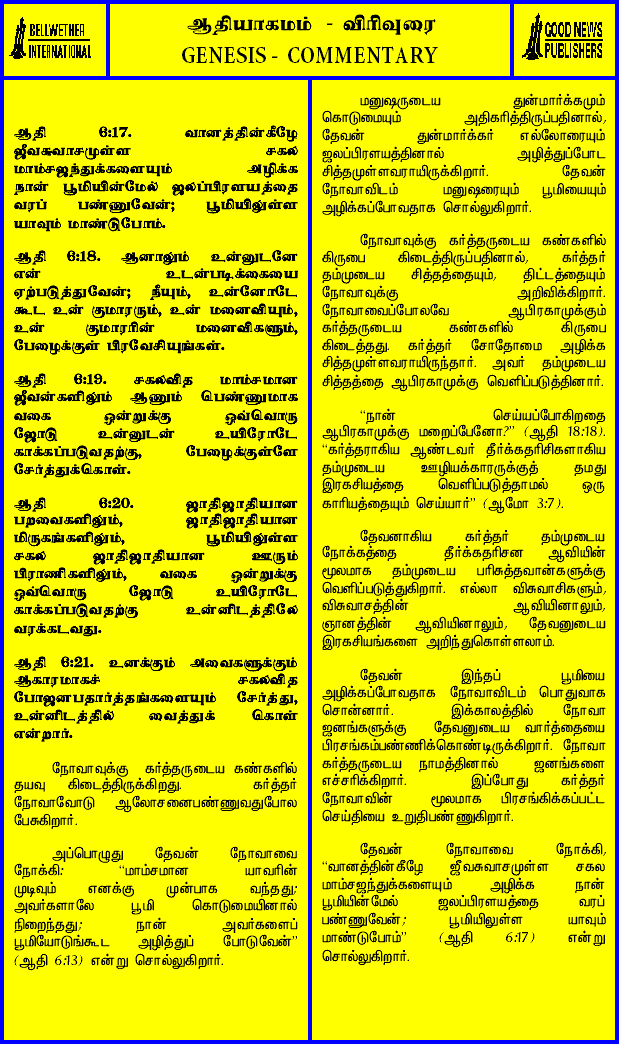 BELLWETHER
INTERNATIONAL
ஆதியாகமம் - விரிவுரை
GENESIS - COMMENTARY
GOOD NEWS
PUBLISHERS
ஆதி 6:17. வானத்தின்கீழே
ஜீவசுவாசமுள்ள சகல
மாம்சஜந்துக்களையும் அழிக்க
நான் பூமியின்மேல் ஜலப்பிரளயத்தை
வரப் பண்ணுவேன்; பூமியிலுள்ள
யாவும் மாண்டுபோம்.
ஆதி 6:18. ஆனாலும் உன்னுடனே
என் உடன்படிக்கையை
ஏற்படுத்துவேன்; நீயும், உன்னோடே
கூட உன் குமாரரும், உன் மனைவியும்,
உன் குமாரரின் மனைவிகளும்,
பேழைக்குள் பிரவேசியுங்கள்.
ஆதி 6:19. சகலவித மாம்சமான
ஜீவன்களிலும் ஆணும் பெண்ணுமாக
வகை ஒன்றுக்கு ஒவ்வொரு
ஜோடு உன்னுடன் உயிரோடே
காக்கப்படுவதற்கு, பேழைக்குள்ளே
சேர்த்துக்கொள்.
ஆதி 6:20. ஜாதிஜாதியான
பறவைகளிலும், ஜாதிஜாதியான
மிருகங்களிலும், பூமியிலுள்ள
சகல ஜாதிஜாதியான ஊரும்
பிராணிகளிலும், வகை ஒன்றுக்கு
ஒவ்வொரு ஜோடு உயிரோடே
காக்கப்படுவதற்கு உன்னிடத்திலே
வரக்கடவது.
ஆதி 6:21. உனக்கும் அவைகளுக்கும்
ஆகாரமாகச் சகலவித
போஜனபதார்த்தங்களையும் சேர்த்து,
உன்னிடத்தில் வைத்துக் கொள்
என்றார்.
நோவாவுக்கு கர்த்தருடைய கண்களில்
தயவு கிடைத்திருக்கிறது. கர்த்தர்
நோவாவோடு ஆலோசனைபண்ணுவதுபோல
பேசுகிறார்.
அப்பொழுது தேவன் நோவாவை
நோக்கி: “மாம்சமான யாவரின்
முடிவும் எனக்கு முன்பாக வந்தது;
அவர்களாலே பூமி கொடுமையினால்
நிறைந்தது; நான் அவர்களைப்
பூமியோடுங்கூட அழித்துப் போடுவேன்”
(ஆதி 6:13) என்று சொல்லுகிறார்.
மனுஷருடைய துன்மார்க்கமும்
கொடுமையும் அதிகரித்திருப்பதினால்,
தேவன் துன்மார்க்கர் எல்லோரையும்
ஜலப்பிரளயத்தினால் அழித்துப்போட
சித்தமுள்ளவராயிருக்கிறார். தேவன்
நோவாவிடம் மனுஷரையும் பூமியையும்
அழிக்கப்போவதாக சொல்லுகிறார்.
நோவாவுக்கு கர்த்தருடைய கண்களில்
கிருபை கிடைத்திருப்பதினால், கர்த்தர்
தம்முடைய சித்தத்தையும், திட்டத்தையும்
நோவாவுக்கு அறிவிக்கிறார்.
நோவாவைப்போலவே ஆபிரகாமுக்கும்
கர்த்தருடைய கண்களில் கிருபை
கிடைத்தது. கர்த்தர் சோதோமை அழிக்க
சித்தமுள்ளவராயிருந்தார். அவர் தம்முடைய
சித்தத்தை ஆபிரகாமுக்கு வெளிப்படுத்தினார்.
“நான் செய்யப்போகிறதை
ஆபிரகாமுக்கு மறைப்பேனோ?” (ஆதி 18:18).
“கர்த்தராகிய ஆண்டவர் தீர்க்கதரிசிகளாகிய
தம்முடைய ஊழியக்காரருக்குத் தமது
இரகசியத்தை வெளிப்படுத்தாமல் ஒரு
காரியத்தையும் செய்யார்” (ஆமோ 3:7).
தேவனாகிய கர்த்தர் தம்முடைய
நோக்கத்தை தீர்க்கதரிசன ஆவியின்
மூலமாக தம்முடைய பரிசுத்தவான்களுக்கு
வெளிப்படுத்துகிறார். எல்லா விசுவாசிகளும்,
விசுவாசத்தின் ஆவியினாலும்,
ஞானத்தின் ஆவியினாலும், தேவனுடைய
இரகசியங்களை அறிந்துகொள்ளலாம்.
தேவன் இந்தப் பூமியை
அழிக்கப்போவதாக நோவாவிடம் பொதுவாக
சொன்னார். இக்காலத்தில் நோவா
ஜனங்களுக்கு தேவனுடைய வார்த்தையை
பிரசங்கம்பண்ணிக்கொண்டிருக்கிறார். நோவா
கர்த்தருடைய நாமத்தினால் ஜனங்களை
எச்சரிக்கிறார். இப்போது கர்த்தர்
நோவாவின் மூலமாக பிரசங்கிக்கப்பட்ட
செய்தியை உறுதிபண்ணுகிறார்.
தேவன் நோவாவை நோக்கி,
“வானத்தின்கீழே ஜீவசுவாசமுள்ள சகல
மாம்சஜந்துக்களையும் அழிக்க நான்
பூமியின்மேல் ஜலப்பிரளயத்தை வரப்
பண்ணுவேன்; பூமியிலுள்ள யாவும்
மாண்டுபோம்” (ஆதி 6:17) என்று
சொல்லுகிறார்.